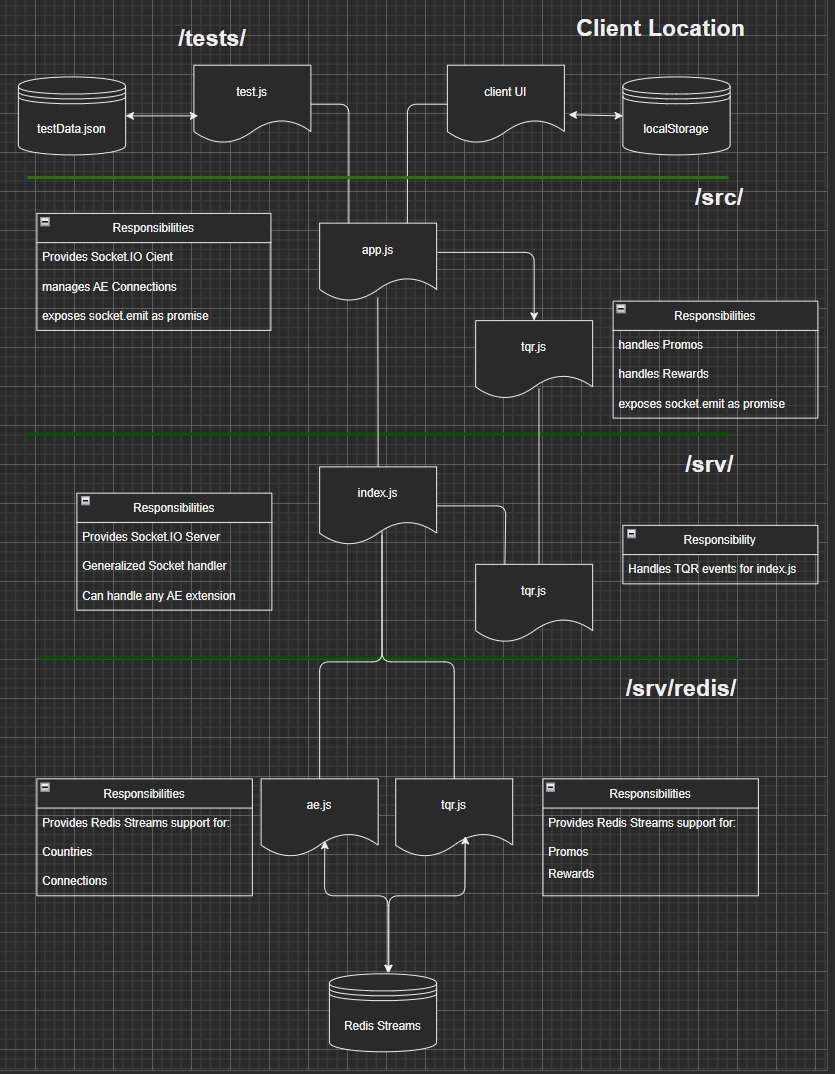 Client Location
/tests/
test.js
client UI
testData.json
localStorage
/src/
Responsibilities
Provides Socket.IO Cient
manages AE Connections
exposes socket.emit as promise
app.js
tqr.js
Responsibilities
handles Promos
handles Rewards
exposes socket.emit as promise
/srv/
index.js
Responsibilities
Provides Socket.IO Server
Generalized Socket handler
Can handle any AE extension
Responsibility
Handles TQR events for index.js
tqr.js
/srv/redis/
Responsibilities
Provides Redis Streams support for:
Countries
Connections
ae.js
tqr.js
Responsibilities
Provides Redis Streams support for:
Promos
Rewards
Redis Streams